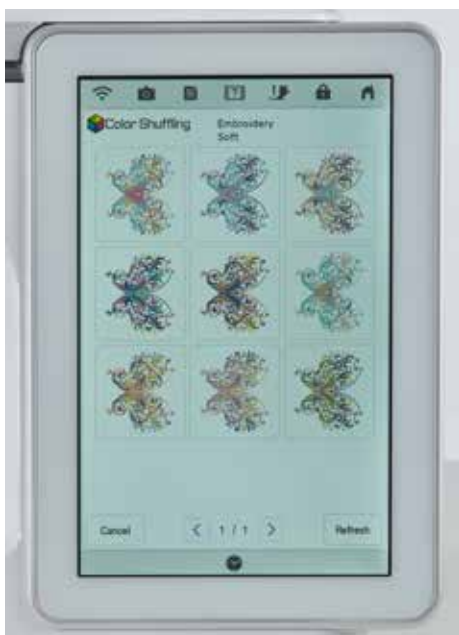 Color Shuffling
Embroidery
Soft
Cancel
< 1 / 1 >
Refresh